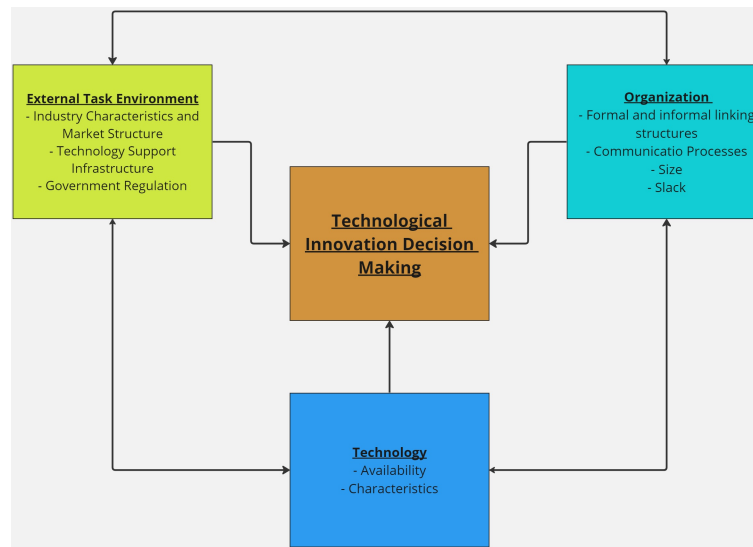 External Task Environment
- Industry Characteristics and
Market Structure
- Technology Support
Infrastructure
- Government Regulation
Organization
- Formal and informal linking
structures
- Communicatio Processes
- Size
- Slack
Technological
Innovation Decision
Making
Technology
- Availability
- Characteristics